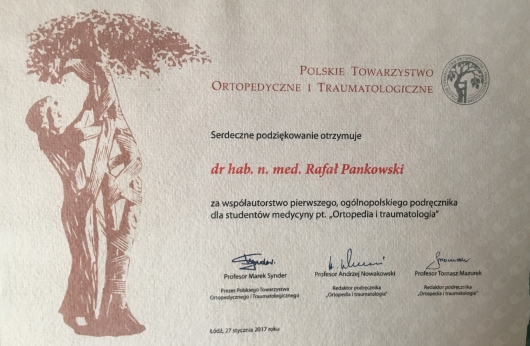 POLSKIE TOWARZYSTWO
ORTOPEDYCZNE I TRAUMATOLOGICZNE
Serdeczne podziękowanie otrzymuje
dr hab. n. med. Rafał Pankowski
za współautorstwo pierwszego, ogólnopolskiego podręcznika
dla studentów medycyny pt. „Ortopedia i traumatologia”
Profesor Marek Synder
Prezes Polskiego Towarzystwa
Ortopedycznego i Traumatologicznego
Profesor Andrzej Nowakowski
Redaktor podręcznika
„Ortopedia i traumatologia”
Profesor Tomasz Mazurek
Redaktor podręcznika
„Ortopedia i traumatologia”
Łódź, 27 stycznia 2017 roku